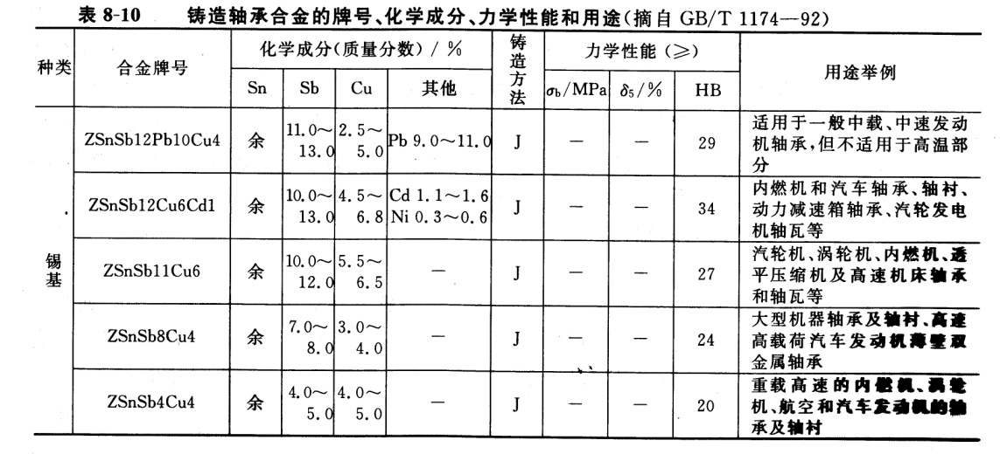 表 8-10 铸造轴承合金的牌号、化学成分、力学性能和用途(摘自 GB/T 1174—92)
种类 合金牌号 化学成分(质量分数) / % 铸造方法 力学性能 (≥) 用途举例
Sn Sb Cu 其他 σb/MPa δ5/% HB
锡基
ZSnSb12Pb10Cu4 余 11.0～13.0 2.5～5.0 Pb 9.0～11.0 J — — 29
适用于一般中载、中速发动
机轴承,但不适用于高温部
分
ZSnSb12Cu6Cd1 余 10.0～13.0 4.5～6.8 Cd 1.1～1.6 Ni 0.3～0.6 J — — 34
内燃机和汽车轴承、轴衬、
动力减速箱轴承、汽轮发电
机轴瓦等
ZSnSb11Cu6 余 10.0～12.0 5.5～6.5 — J — — 27
汽轮机、涡轮机、内燃机、透
平压缩机及高速机床轴承
和轴瓦等
ZSnSb8Cu4 余 7.0～8.0 3.0～4.0 — J — — 24
大型机器轴承及轴衬、高速
高载荷汽车发动机薄壁双
金属轴承
ZSnSb4Cu4 余 4.0～5.0 4.0～5.0 — J — — 20
重载高速的内燃机、涡轮
机、航空和汽车发动机的轴
承及轴衬